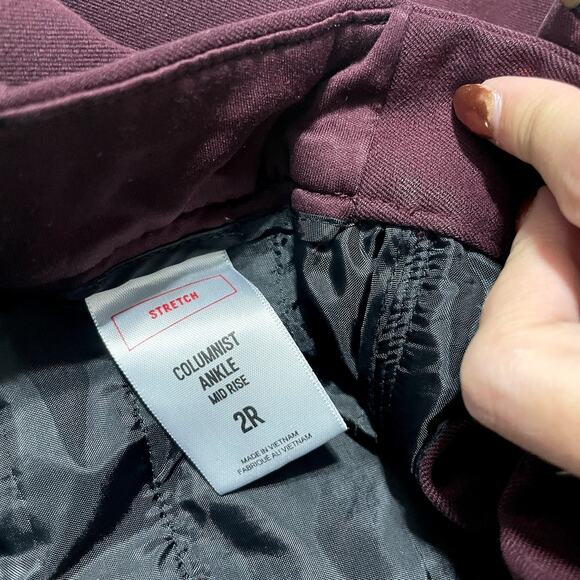 STRETCH
COLUMNIST
ANKLE
MID RISE
2R
MADE IN VIETNAM
FABRIQUÉ AU VIETNAM